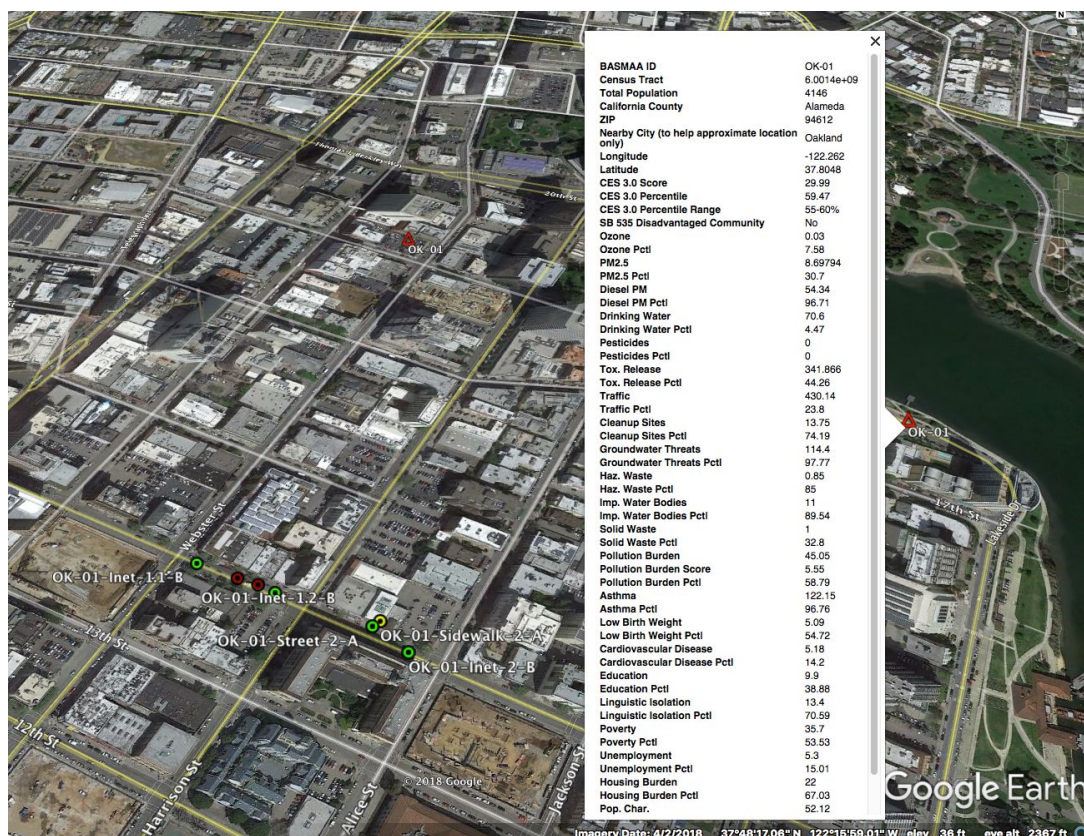 N
×
BASMAA ID OK-01
Census Tract 6.0014e+09
Total Population 4146
California County Alameda
ZIP 94612
Nearby City (to help approximate location
only) Oakland
Longitude -122.262
Latitude 37.8048
CES 3.0 Score 29.99
CES 3.0 Percentile 59.47
CES 3.0 Percentile Range 55-60%
SB 535 Disadvantaged Community No
Ozone 0.03
Ozone Pctl 7.58
PM2.5 8.69794
PM2.5 Pctl 30.7
Diesel PM 54.34
Diesel PM Pctl 96.71
Drinking Water 70.6
Drinking Water Pctl 4.47
Pesticides 0
Pesticides Pctl 0
Tox. Release 341.866
Tox. Release Pctl 44.26
Traffic 430.14
Traffic Pctl 23.8
Cleanup Sites 13.75
Cleanup Sites Pctl 74.19
Groundwater Threats 114.4
Groundwater Threats Pctl 97.77
Haz. Waste 0.85
Haz. Waste Pctl 85
Imp. Water Bodies 11
Imp. Water Bodies Pctl 89.54
Solid Waste 1
Solid Waste Pctl 32.8
Pollution Burden 45.05
Pollution Burden Score 5.55
Pollution Burden Pctl 58.79
Asthma 122.15
Asthma Pctl 96.76
Low Birth Weight 5.09
Low Birth Weight Pctl 54.72
Cardiovascular Disease 5.18
Cardiovascular Disease Pctl 14.2
Education 9.9
Education Pctl 38.88
Linguistic Isolation 13.4
Linguistic Isolation Pctl 70.59
Poverty 35.7
Poverty Pctl 53.53
Unemployment 5.3
Unemployment Pctl 15.01
Housing Burden 22
Housing Burden Pctl 67.03
Pop. Char. 52.12
20th St
OK-01
OK-01
17th St
Lakeside D
Webster St
OK-01-Inet-1.1-B
OK-01-Inet-1.2-B
OK-01-Street-2-A
OK-01-Sidewalk-2-A
OK-01-Inet-2-B
13th St
12th St
Harrison St
Alice St
Jackson St
© 2018 Google
Google Earth
Imagery Date: 4/2/2018 37°48'17.06" N 122°15'59.01" W elev 36 ft eye alt 2367 ft